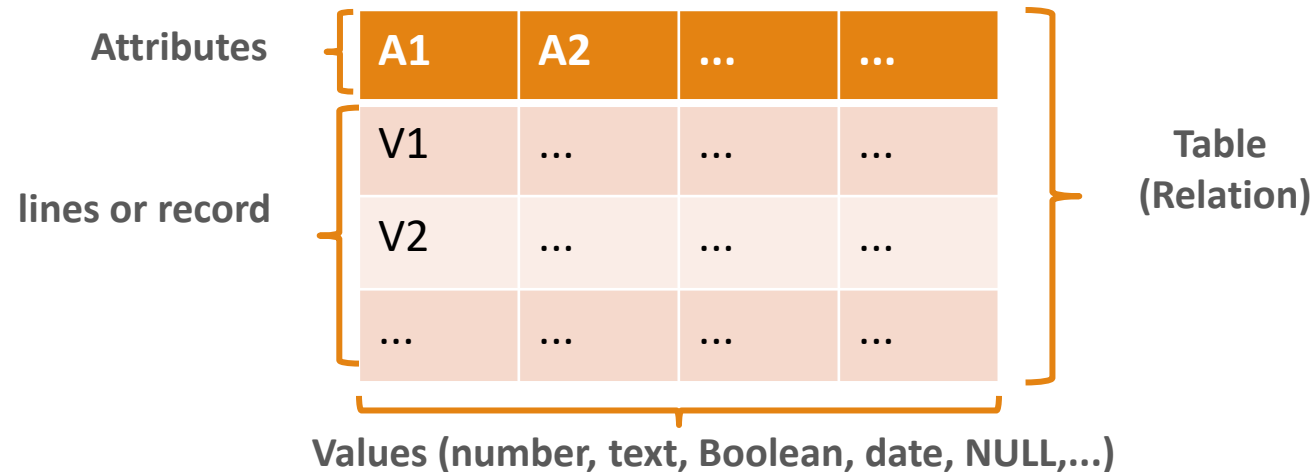 Attributes
A1 A2 ... ...
V1 ... ... ...
lines or record
V2 ... ... ...
... ... ... ...
Table
(Relation)
Values (number, text, Boolean, date, NULL,...)